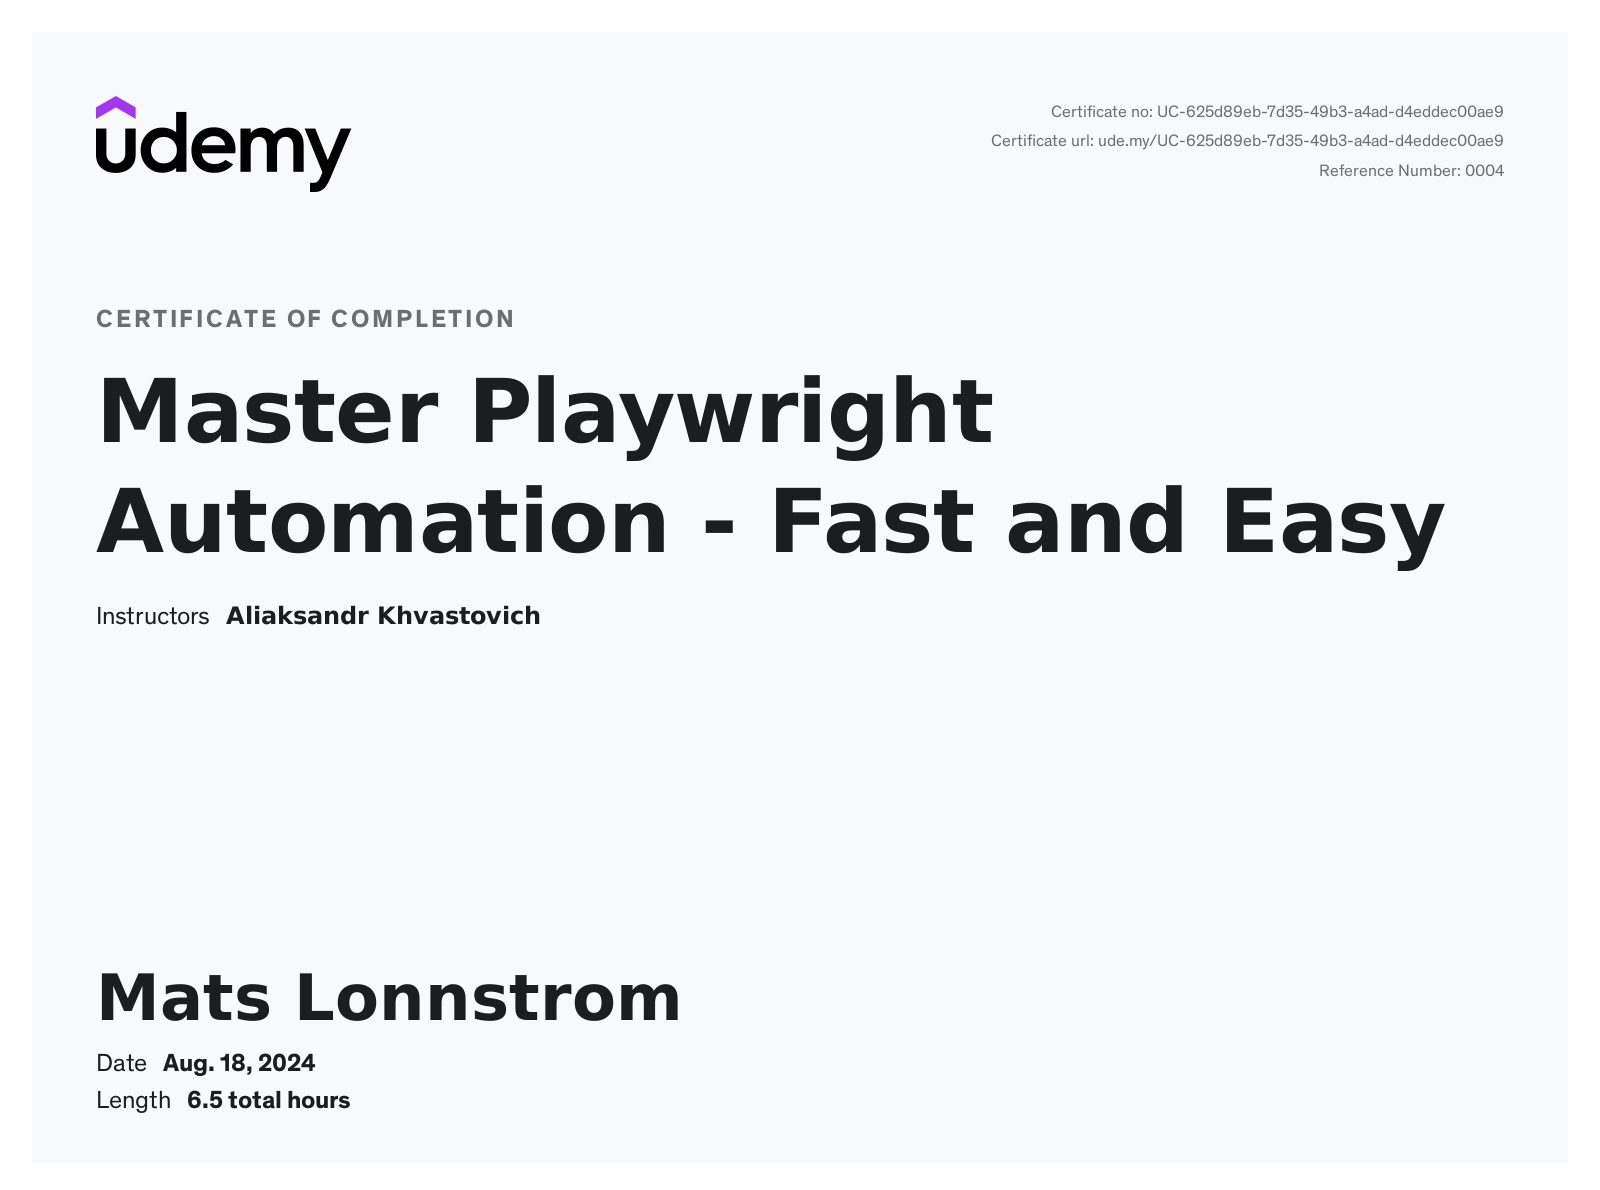 udemy
Certificate no: UC-625d89eb-7d35-49b3-a4ad-d4eddec00ae9
Certificate url: ude.my/UC-625d89eb-7d35-49b3-a4ad-d4eddec00ae9
Reference Number: 0004
CERTIFICATE OF COMPLETION
Master Playwright
Automation - Fast and Easy
Instructors Aliaksandr Khvastovich
Mats Lonnstrom
Date Aug. 18, 2024
Length 6.5 total hours